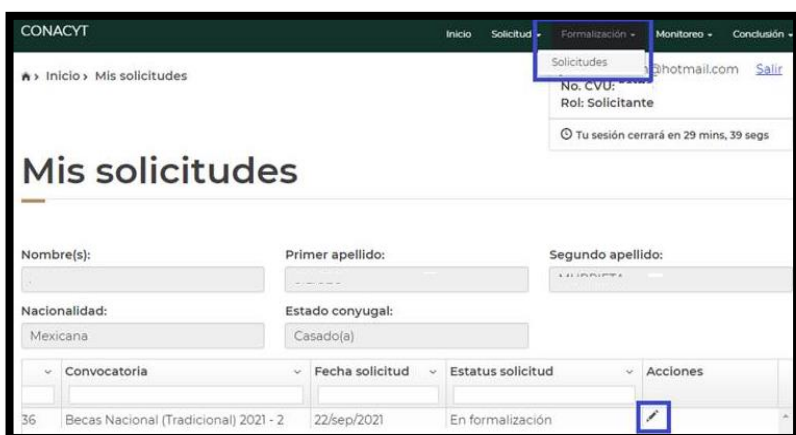 CONACYT
Inicio Solicitud Formalización Monitoreo Conclusión
Solicitudes
@hotmail.com Salir
Inicio › Mis solicitudes
No. CVU:
Rol: Solicitante
Tu sesión cerrará en 29 mins, 39 segs
Mis solicitudes
Nombre(s): Primer apellido: Segundo apellido:
Nacionalidad: Estado conyugal:
Mexicana Casado(a)
Convocatoria Fecha solicitud Estatus solicitud Acciones
36 Becas Nacional (Tradicional) 2021 - 2 22/sep/2021 En formalización